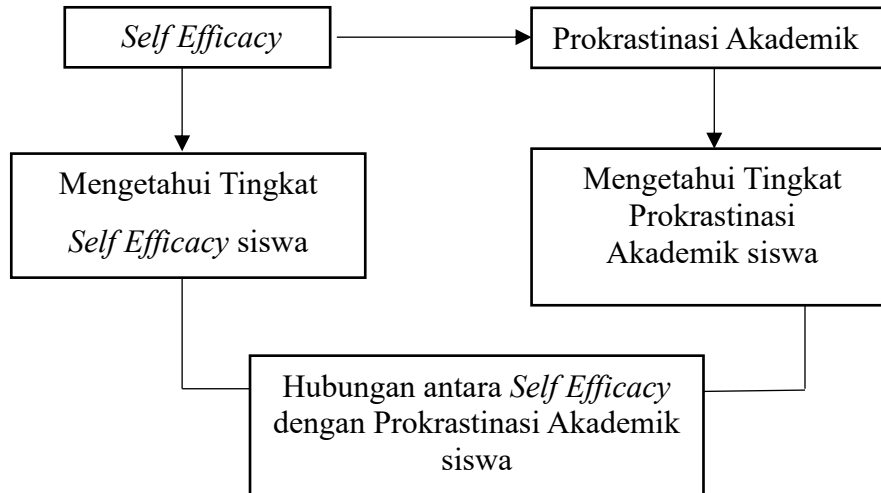 Self Efficacy
Prokrastinasi Akademik
Mengetahui Tingkat
Self Efficacy siswa
Mengetahui Tingkat
Prokrastinasi
Akademik siswa
Hubungan antara Self Efficacy
dengan Prokrastinasi Akademik
siswa